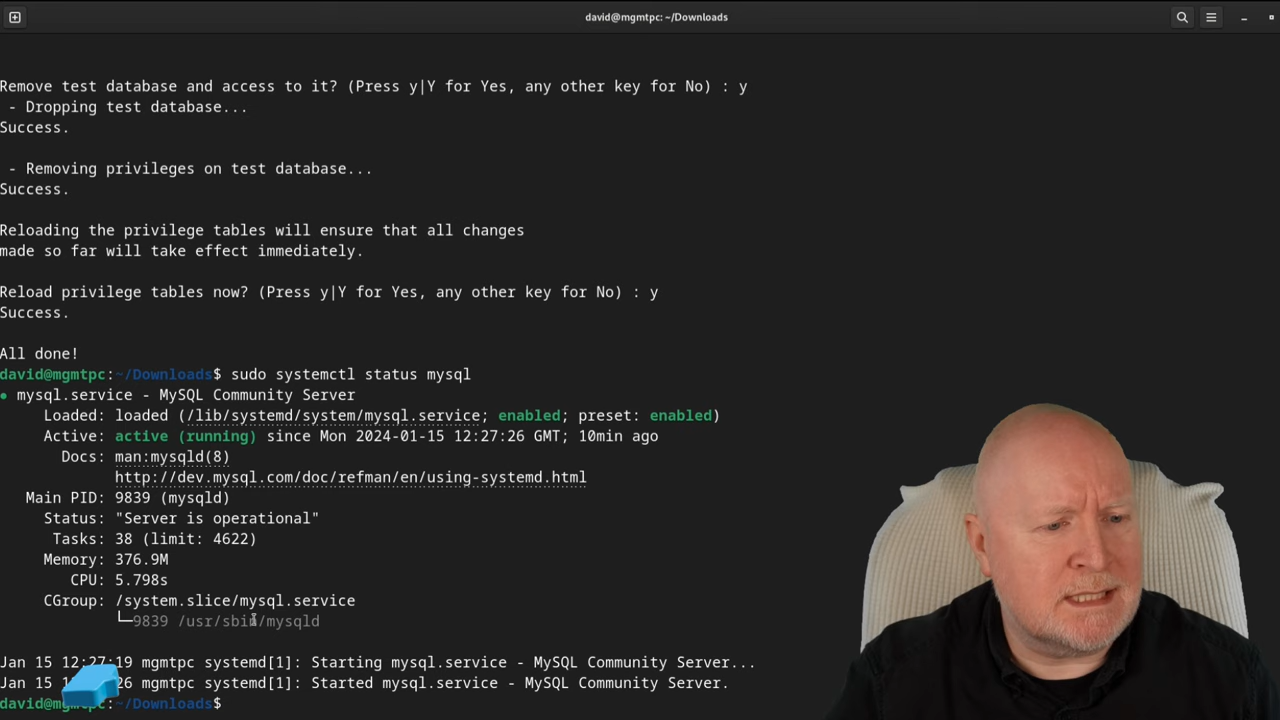 david@mgmtpc: ~/Downloads
Remove test database and access to it? (Press y|Y for Yes, any other key for No) : y
 - Dropping test database...
Success.
 - Removing privileges on test database...
Success.
Reloading the privilege tables will ensure that all changes
made so far will take effect immediately.
Reload privilege tables now? (Press y|Y for Yes, any other key for No) : y
Success.
All done!
david@mgmtpc:~/Downloads$ sudo systemctl status mysql
● mysql.service - MySQL Community Server
     Loaded: loaded (/lib/systemd/system/mysql.service; enabled; preset: enabled)
     Active: active (running) since Mon 2024-01-15 12:27:26 GMT; 10min ago
       Docs: man:mysqld(8)
             http://dev.mysql.com/doc/refman/en/using-systemd.html
   Main PID: 9839 (mysqld)
     Status: "Server is operational"
      Tasks: 38 (limit: 4622)
     Memory: 376.9M
        CPU: 5.798s
     CGroup: /system.slice/mysql.service
             └─9839 /usr/sbin/mysqld
Jan 15 12:27:19 mgmtpc systemd[1]: Starting mysql.service - MySQL Community Server...
Jan 15 26 mgmtpc systemd[1]: Started mysql.service - MySQL Community Server.
david@mgmtpc:~/Downloads$